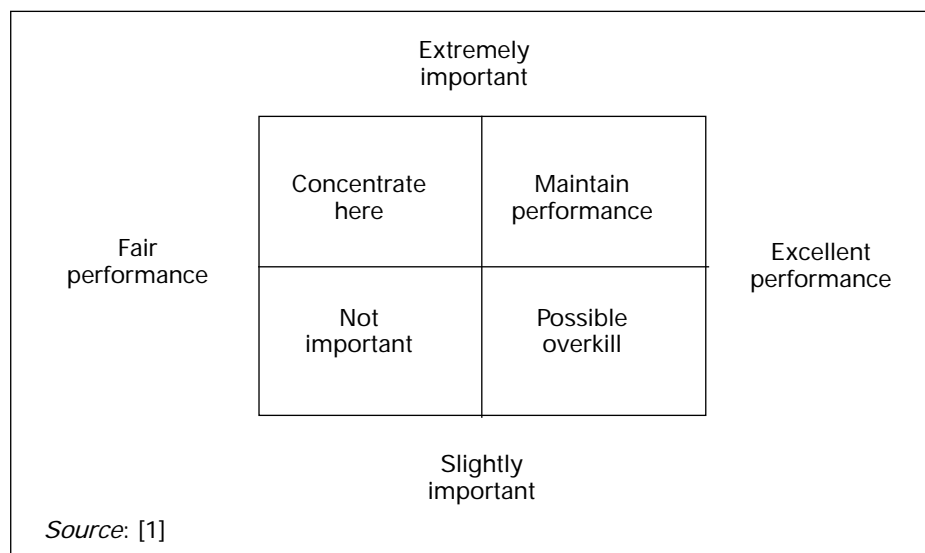 Extremely
important
Concentrate
here
Maintain
performance
Fair
performance
Excellent
performance
Not
important
Possible
overkill
Slightly
important
Source: [1]